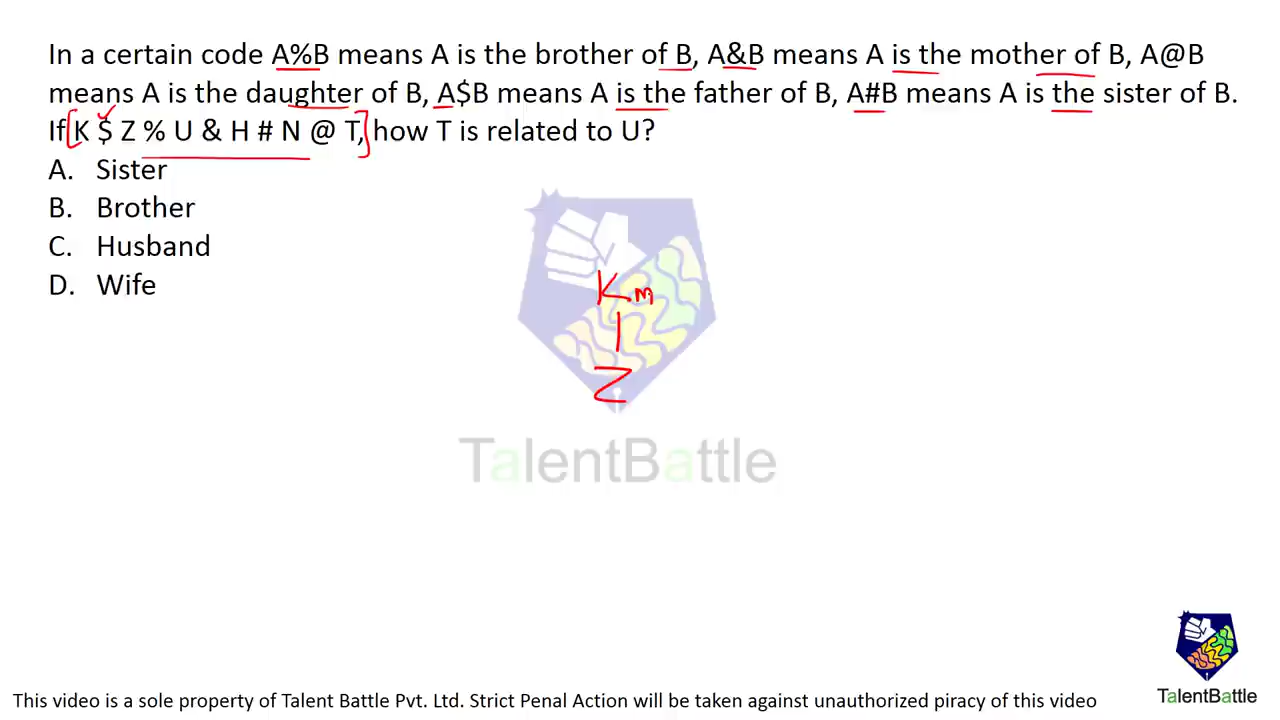 In a certain code A%B means A is the brother of B, A&B means A is the mother of B, A@B
means A is the daughter of B, A$B means A is the father of B, A#B means A is the sister of B.
If K $ Z % U & H # N @ T, how T is related to U?
A. Sister
B. Brother
C. Husband
D. Wife
K m
Z
TalentBattle
TalentBattle
This video is a sole property of Talent Battle Pvt. Ltd. Strict Penal Action will be taken against unauthorized piracy of this video